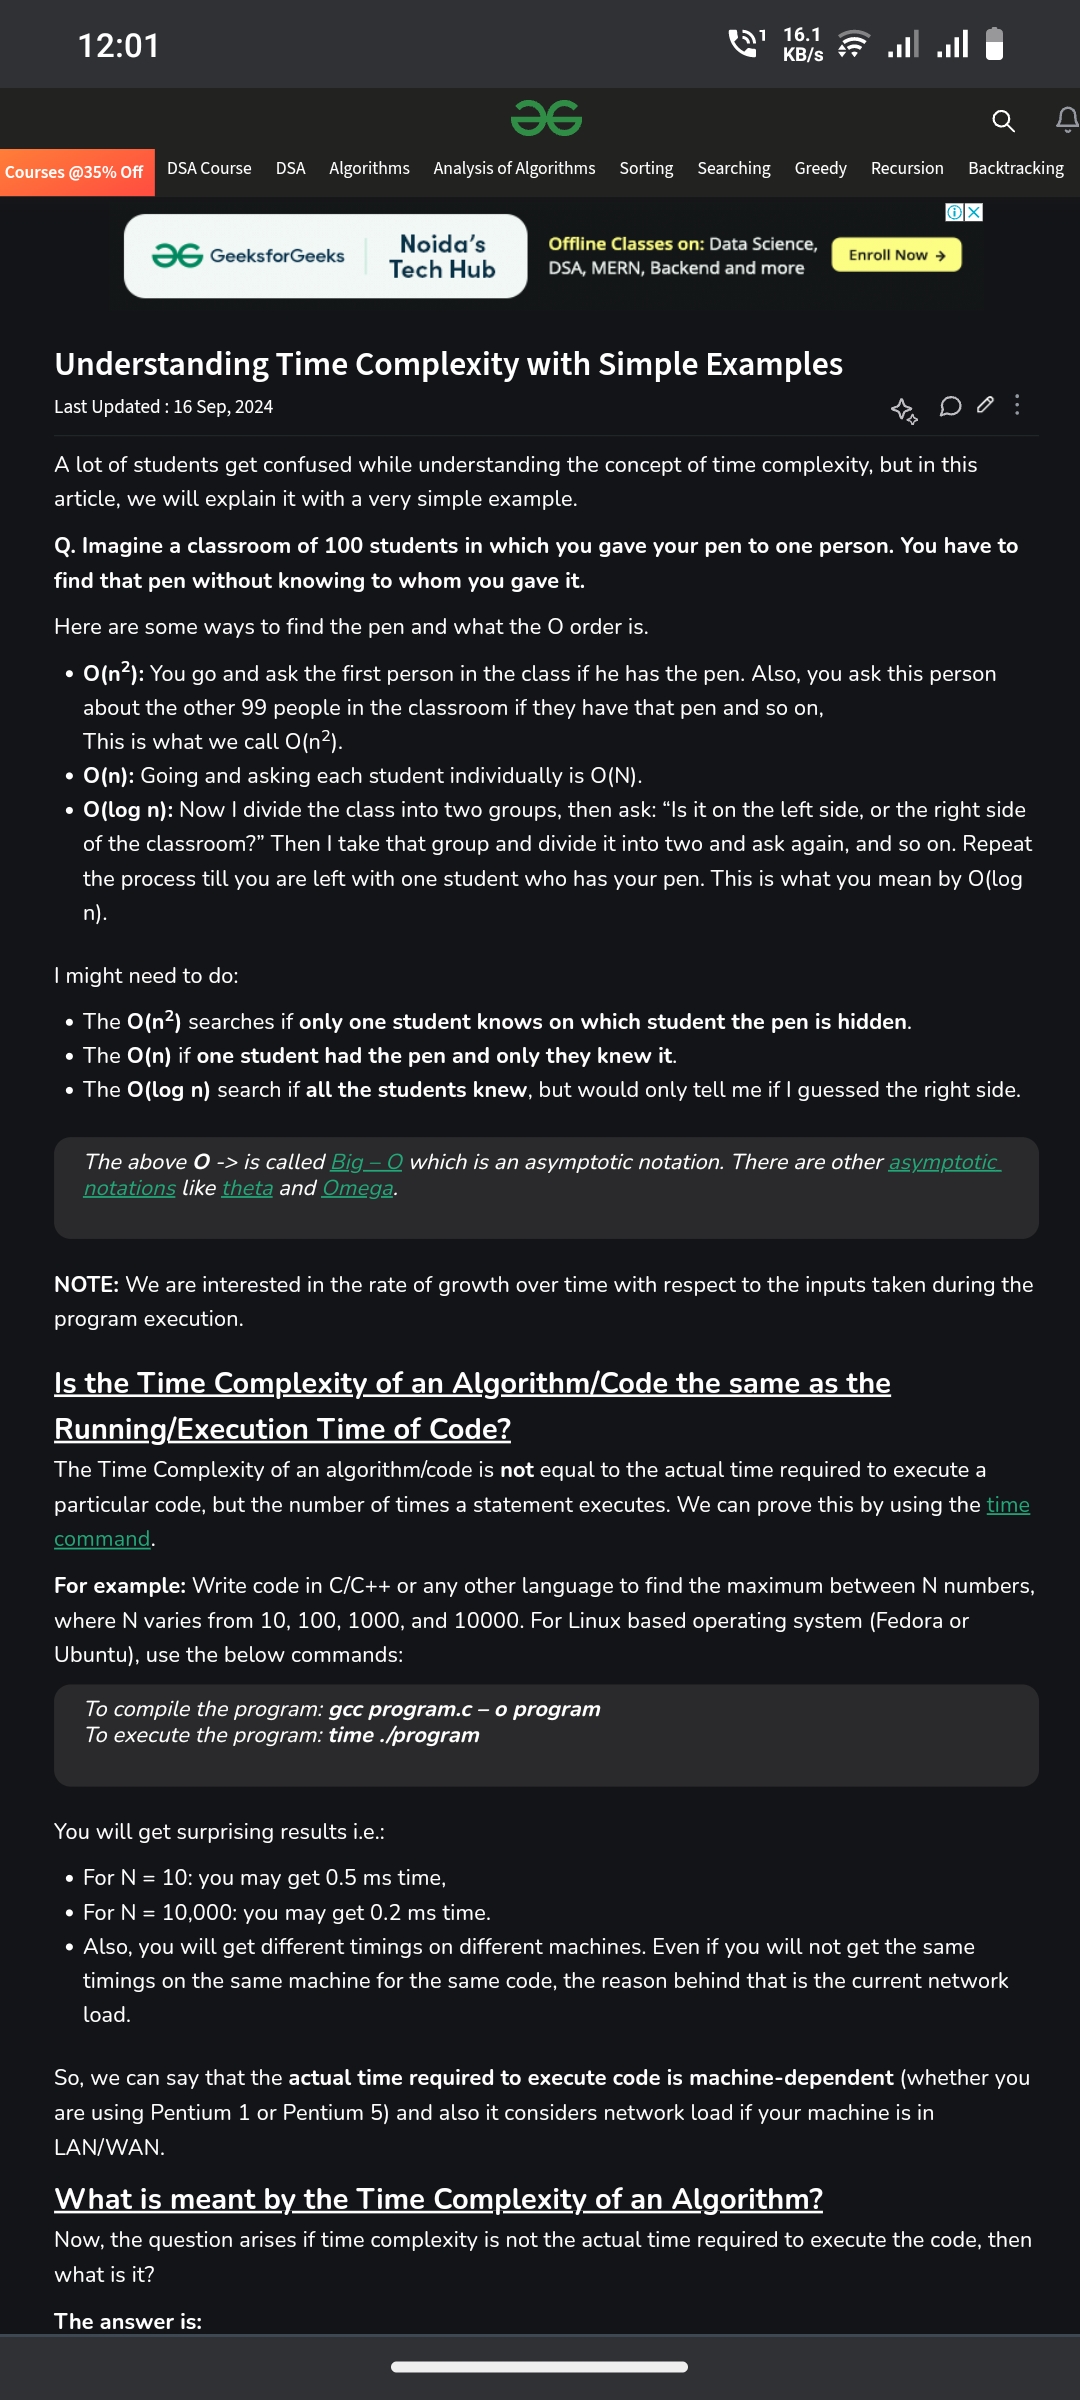 12:01
1
16.1
KB/s
Courses @35% Off DSA Course DSA Algorithms Analysis of Algorithms Sorting Searching Greedy Recursion Backtracking
GeeksforGeeks
Noida's
Tech Hub
Offline Classes on: Data Science,
DSA, MERN, Backend and more
Enroll Now →
Understanding Time Complexity with Simple Examples
Last Updated : 16 Sep, 2024
A lot of students get confused while understanding the concept of time complexity, but in this
article, we will explain it with a very simple example.
Q. Imagine a classroom of 100 students in which you gave your pen to one person. You have to
find that pen without knowing to whom you gave it.
Here are some ways to find the pen and what the O order is.
• O(n²): You go and ask the first person in the class if he has the pen. Also, you ask this person
about the other 99 people in the classroom if they have that pen and so on,
This is what we call O(n²).
• O(n): Going and asking each student individually is O(N).
• O(log n): Now I divide the class into two groups, then ask: “Is it on the left side, or the right side
of the classroom?” Then I take that group and divide it into two and ask again, and so on. Repeat
the process till you are left with one student who has your pen. This is what you mean by O(log
n).
I might need to do:
• The O(n²) searches if only one student knows on which student the pen is hidden.
• The O(n) if one student had the pen and only they knew it.
• The O(log n) search if all the students knew, but would only tell me if I guessed the right side.
The above O -> is called Big – O which is an asymptotic notation. There are other asymptotic
notations like theta and Omega.
NOTE: We are interested in the rate of growth over time with respect to the inputs taken during the
program execution.
Is the Time Complexity of an Algorithm/Code the same as the
Running/Execution Time of Code?
The Time Complexity of an algorithm/code is not equal to the actual time required to execute a
particular code, but the number of times a statement executes. We can prove this by using the time
command.
For example: Write code in C/C++ or any other language to find the maximum between N numbers,
where N varies from 10, 100, 1000, and 10000. For Linux based operating system (Fedora or
Ubuntu), use the below commands:
To compile the program: gcc program.c – o program
To execute the program: time ./program
You will get surprising results i.e.:
• For N = 10: you may get 0.5 ms time,
• For N = 10,000: you may get 0.2 ms time.
• Also, you will get different timings on different machines. Even if you will not get the same
timings on the same machine for the same code, the reason behind that is the current network
load.
So, we can say that the actual time required to execute code is machine-dependent (whether you
are using Pentium 1 or Pentium 5) and also it considers network load if your machine is in
LAN/WAN.
What is meant by the Time Complexity of an Algorithm?
Now, the question arises if time complexity is not the actual time required to execute the code, then
what is it?
The answer is: